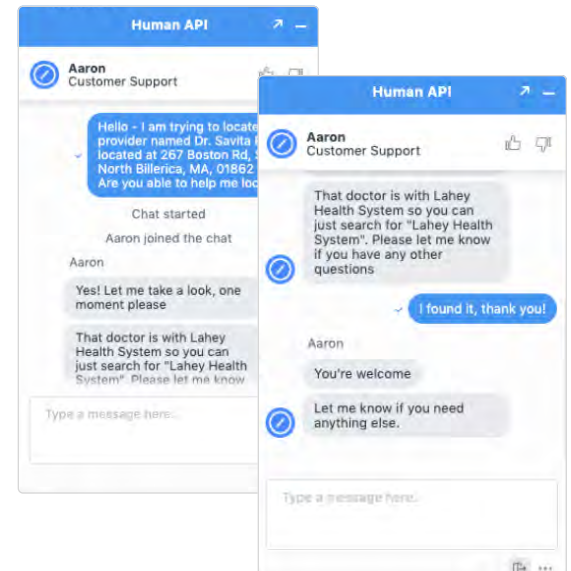 Human API
Aaron
Customer Support
Hello - I am trying to locate
provider named Dr. Savita
located at 267 Boston Rd,
North Billerica, MA, 01862
Are you able to help me
Chat started
Aaron joined the chat
Aaron
Yes! Let me take a look, one
moment please
That doctor is with Lahey
Health System so you can
just search for "Lahey Health
System". Please let me know
Type a message here..
Human API
Aaron
Customer Support
That doctor is with Lahey
Health System so you can
just search for "Lahey Health
System". Please let me know
if you have any other
questions
I found it, thank you!
Aaron
You're welcome
Let me know if you need
anything else.
Type a message here..